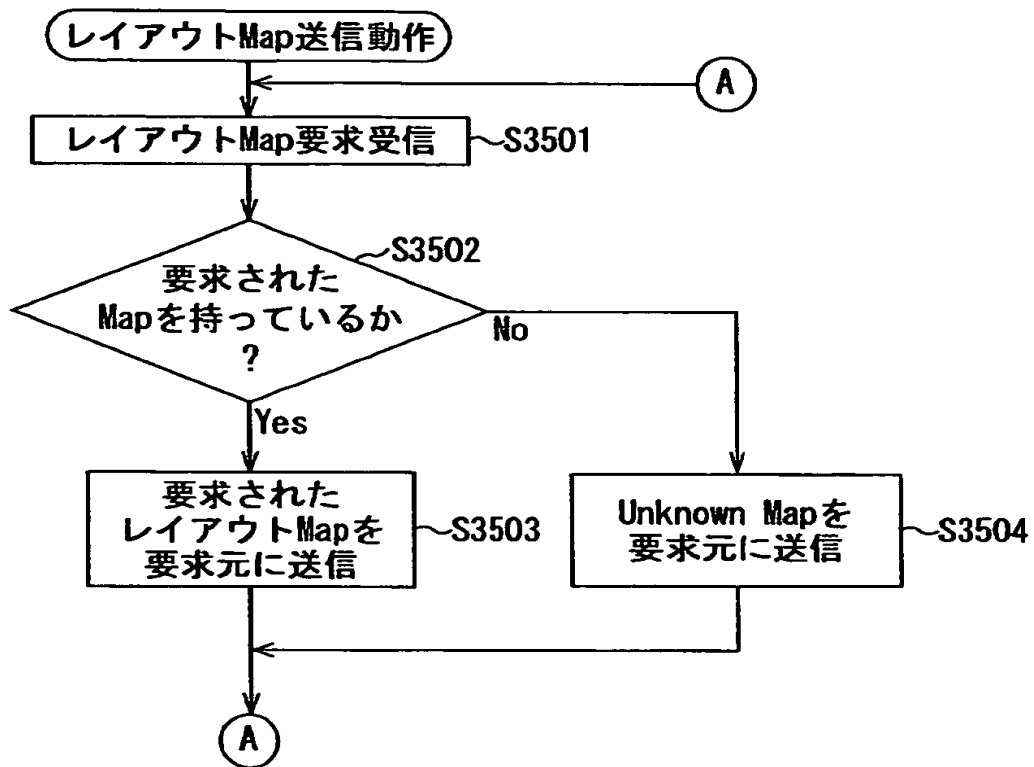 レイアウトMap送信動作
A
レイアウトMap要求受信
S3501
S3502
要求された
Mapを持っているか
?
No
Yes
要求された
レイアウトMapを
要求元に送信
S3503
Unknown Mapを
要求元に送信
S3504
A